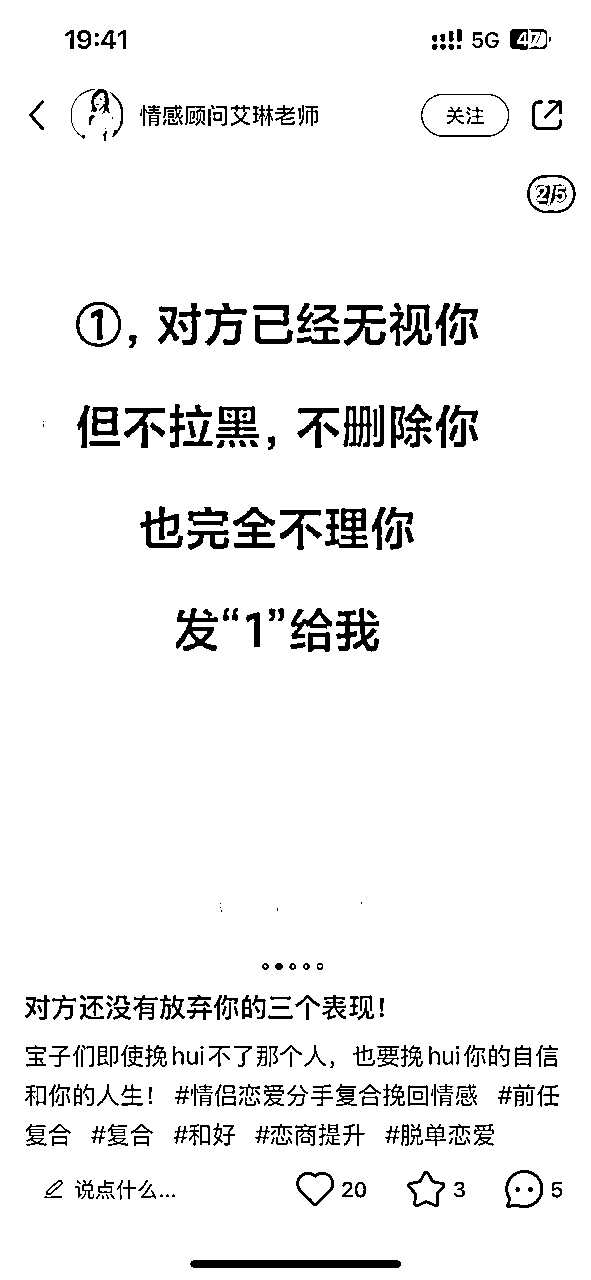 19:41
5G 47
情感顾问艾琳老师
关注
2/5
①，对方已经无视你
但不拉黑，不删除你
也完全不理你
发“1”给我
对方还没有放弃你的三个表现！
宝子们即使挽hui不了那个人，也要挽hui你的自信
和你的人生！ #情侣恋爱分手复合挽回情感 #前任
复合 #复合 #和好 #恋商提升 #脱单恋爱
说点什么...
20
3
5